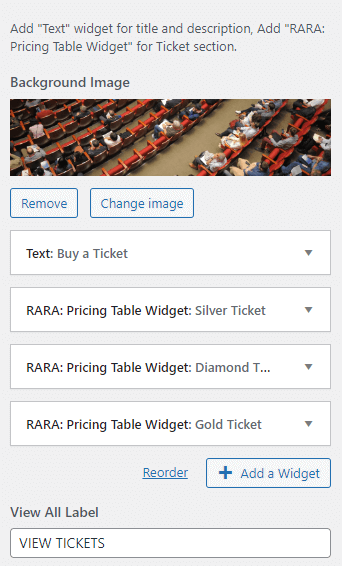 Add "Text" widget for title and description, Add "RARA:
Pricing Table Widget" for Ticket section.
Background Image
Remove Change image
Text: Buy a Ticket
RARA: Pricing Table Widget: Silver Ticket
RARA: Pricing Table Widget: Diamond T...
RARA: Pricing Table Widget: Gold Ticket
Reorder + Add a Widget
View All Label
VIEW TICKETS